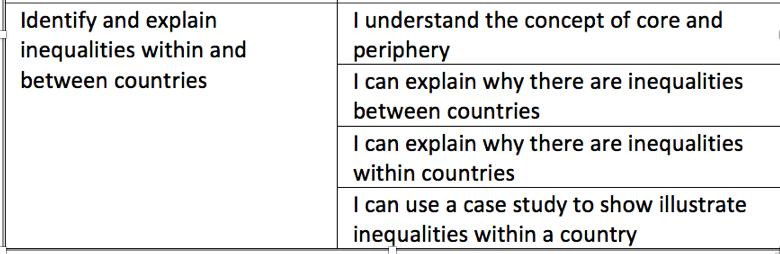 Identify and explain
inequalities within and
between countries
I understand the concept of core and
periphery
I can explain why there are inequalities
between countries
I can explain why there are inequalities
within countries
I can use a case study to show illustrate
inequalities within a country